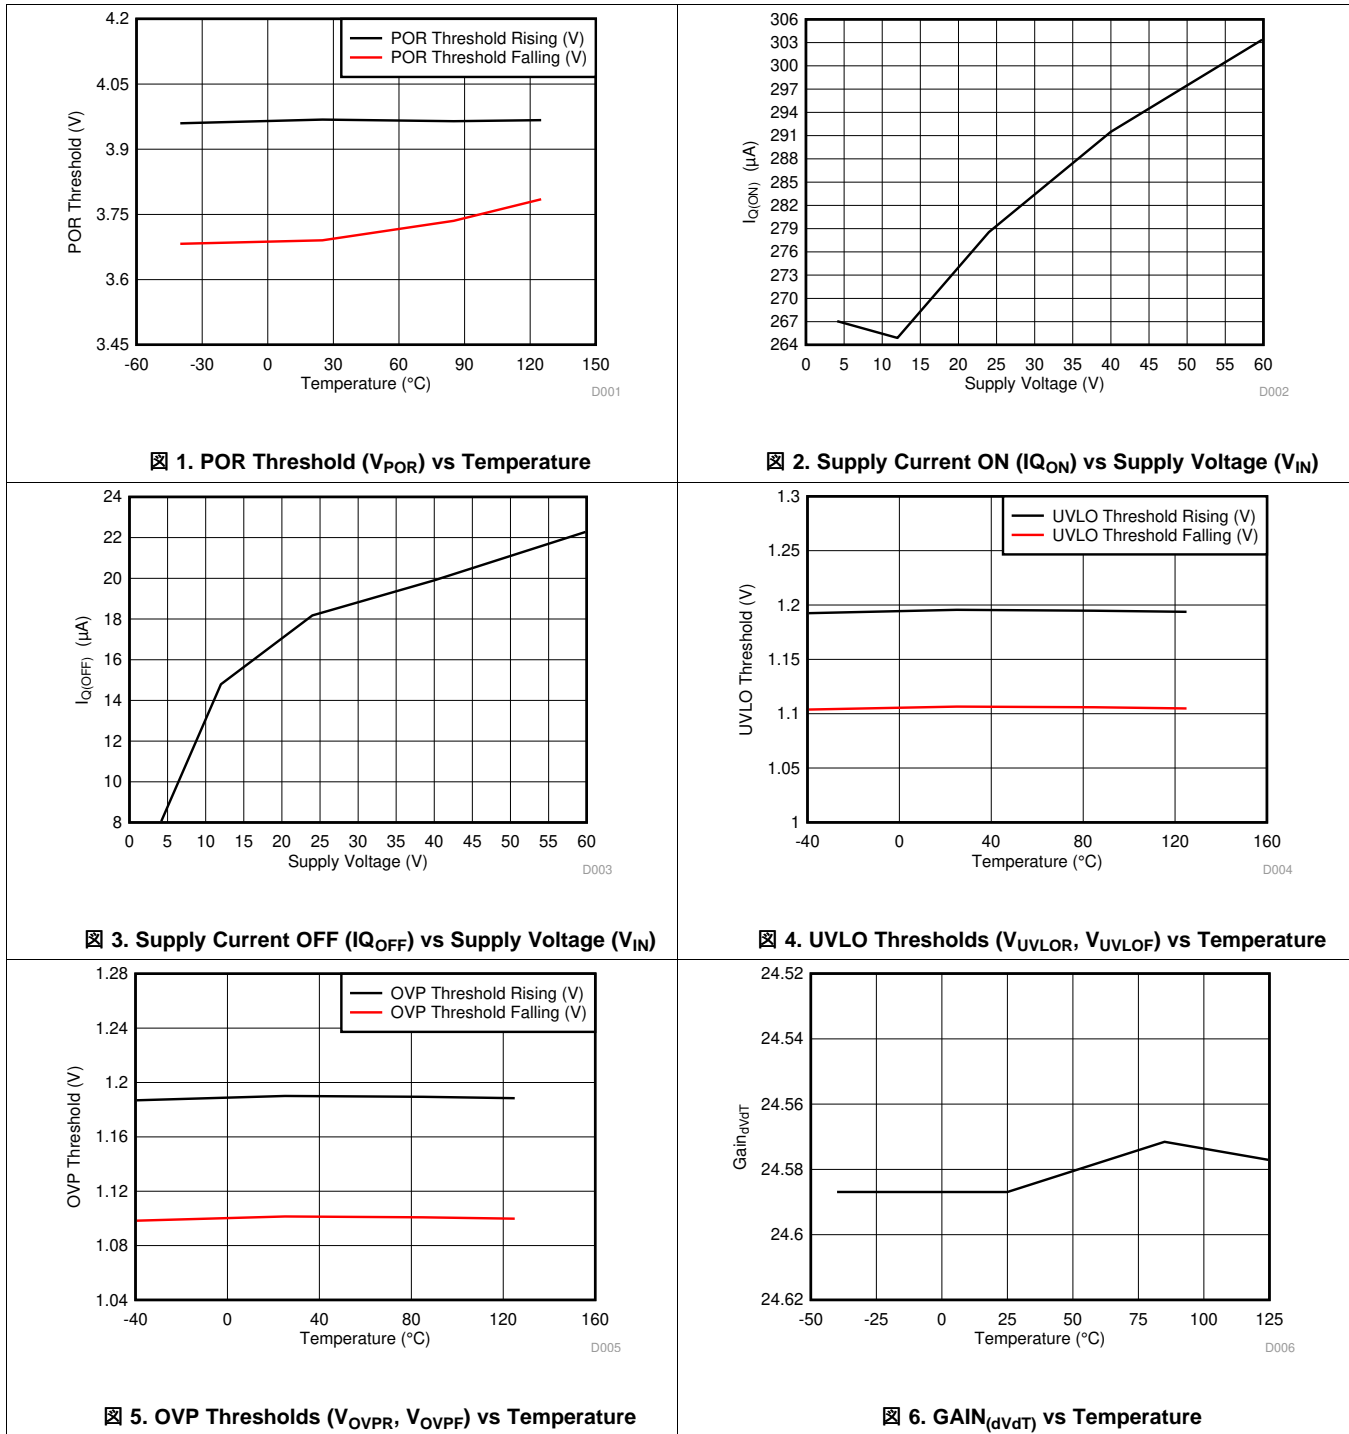 4.2
4.05
3.9
3.75
3.6
3.45
POR Threshold (V)
POR Threshold Rising (V)
POR Threshold Falling (V)
-60 -30 0 30 60 90 120 150
Temperature (°C)
D001
図 1. POR Threshold (VPOR) vs Temperature
306
303
300
297
294
291
288
285
282
279
276
273
270
267
264
IQ(ON) (µA)
0 5 10 15 20 25 30 35 40 45 50 55 60
Supply Voltage (V)
D002
図 2. Supply Current ON (IQON) vs Supply Voltage (VIN)
24
22
20
18
16
14
12
10
8
IQ(OFF) (µA)
0 5 10 15 20 25 30 35 40 45 50 55 60
Supply Voltage (V)
D003
図 3. Supply Current OFF (IQOFF) vs Supply Voltage (VIN)
1.3
1.25
1.2
1.15
1.1
1.05
1
UVLO Threshold (V)
UVLO Threshold Rising (V)
UVLO Threshold Falling (V)
-40 0 40 80 120 160
Temperature (°C)
D004
図 4. UVLO Thresholds (VUVLOR, VUVLOF) vs Temperature
1.28
1.24
1.2
1.16
1.12
1.08
1.04
OVP Threshold (V)
OVP Threshold Rising (V)
OVP Threshold Falling (V)
-40 0 40 80 120 160
Temperature (°C)
D005
図 5. OVP Thresholds (VOVPR, VOVPF) vs Temperature
24.52
24.54
24.56
24.58
24.6
24.62
GaindVdT
-50 -25 0 25 50 75 100 125
Temperature (°C)
D006
図 6. GAIN(dVdT) vs Temperature